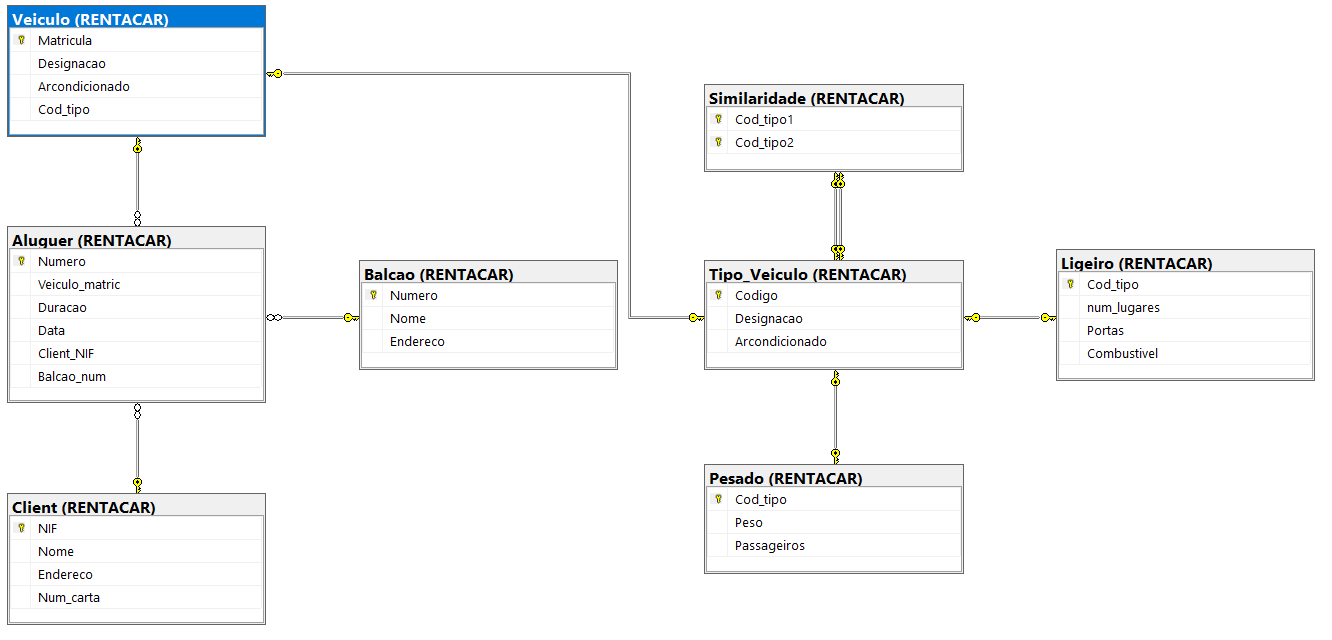 Veiculo (RENTACAR)
Matricula
Designacao
Arcondicionado
Cod_tipo
Aluguer (RENTACAR)
Numero
Veiculo_matric
Duracao
Data
Client_NIF
Balcao_num
Client (RENTACAR)
NIF
Nome
Endereco
Num_carta
Balcao (RENTACAR)
Numero
Nome
Endereco
Similaridade (RENTACAR)
Cod_tipo1
Cod_tipo2
Tipo_Veiculo (RENTACAR)
Codigo
Designacao
Arcondicionado
Pesado (RENTACAR)
Cod_tipo
Peso
Passageiros
Ligeiro (RENTACAR)
Cod_tipo
num_lugares
Portas
Combustivel